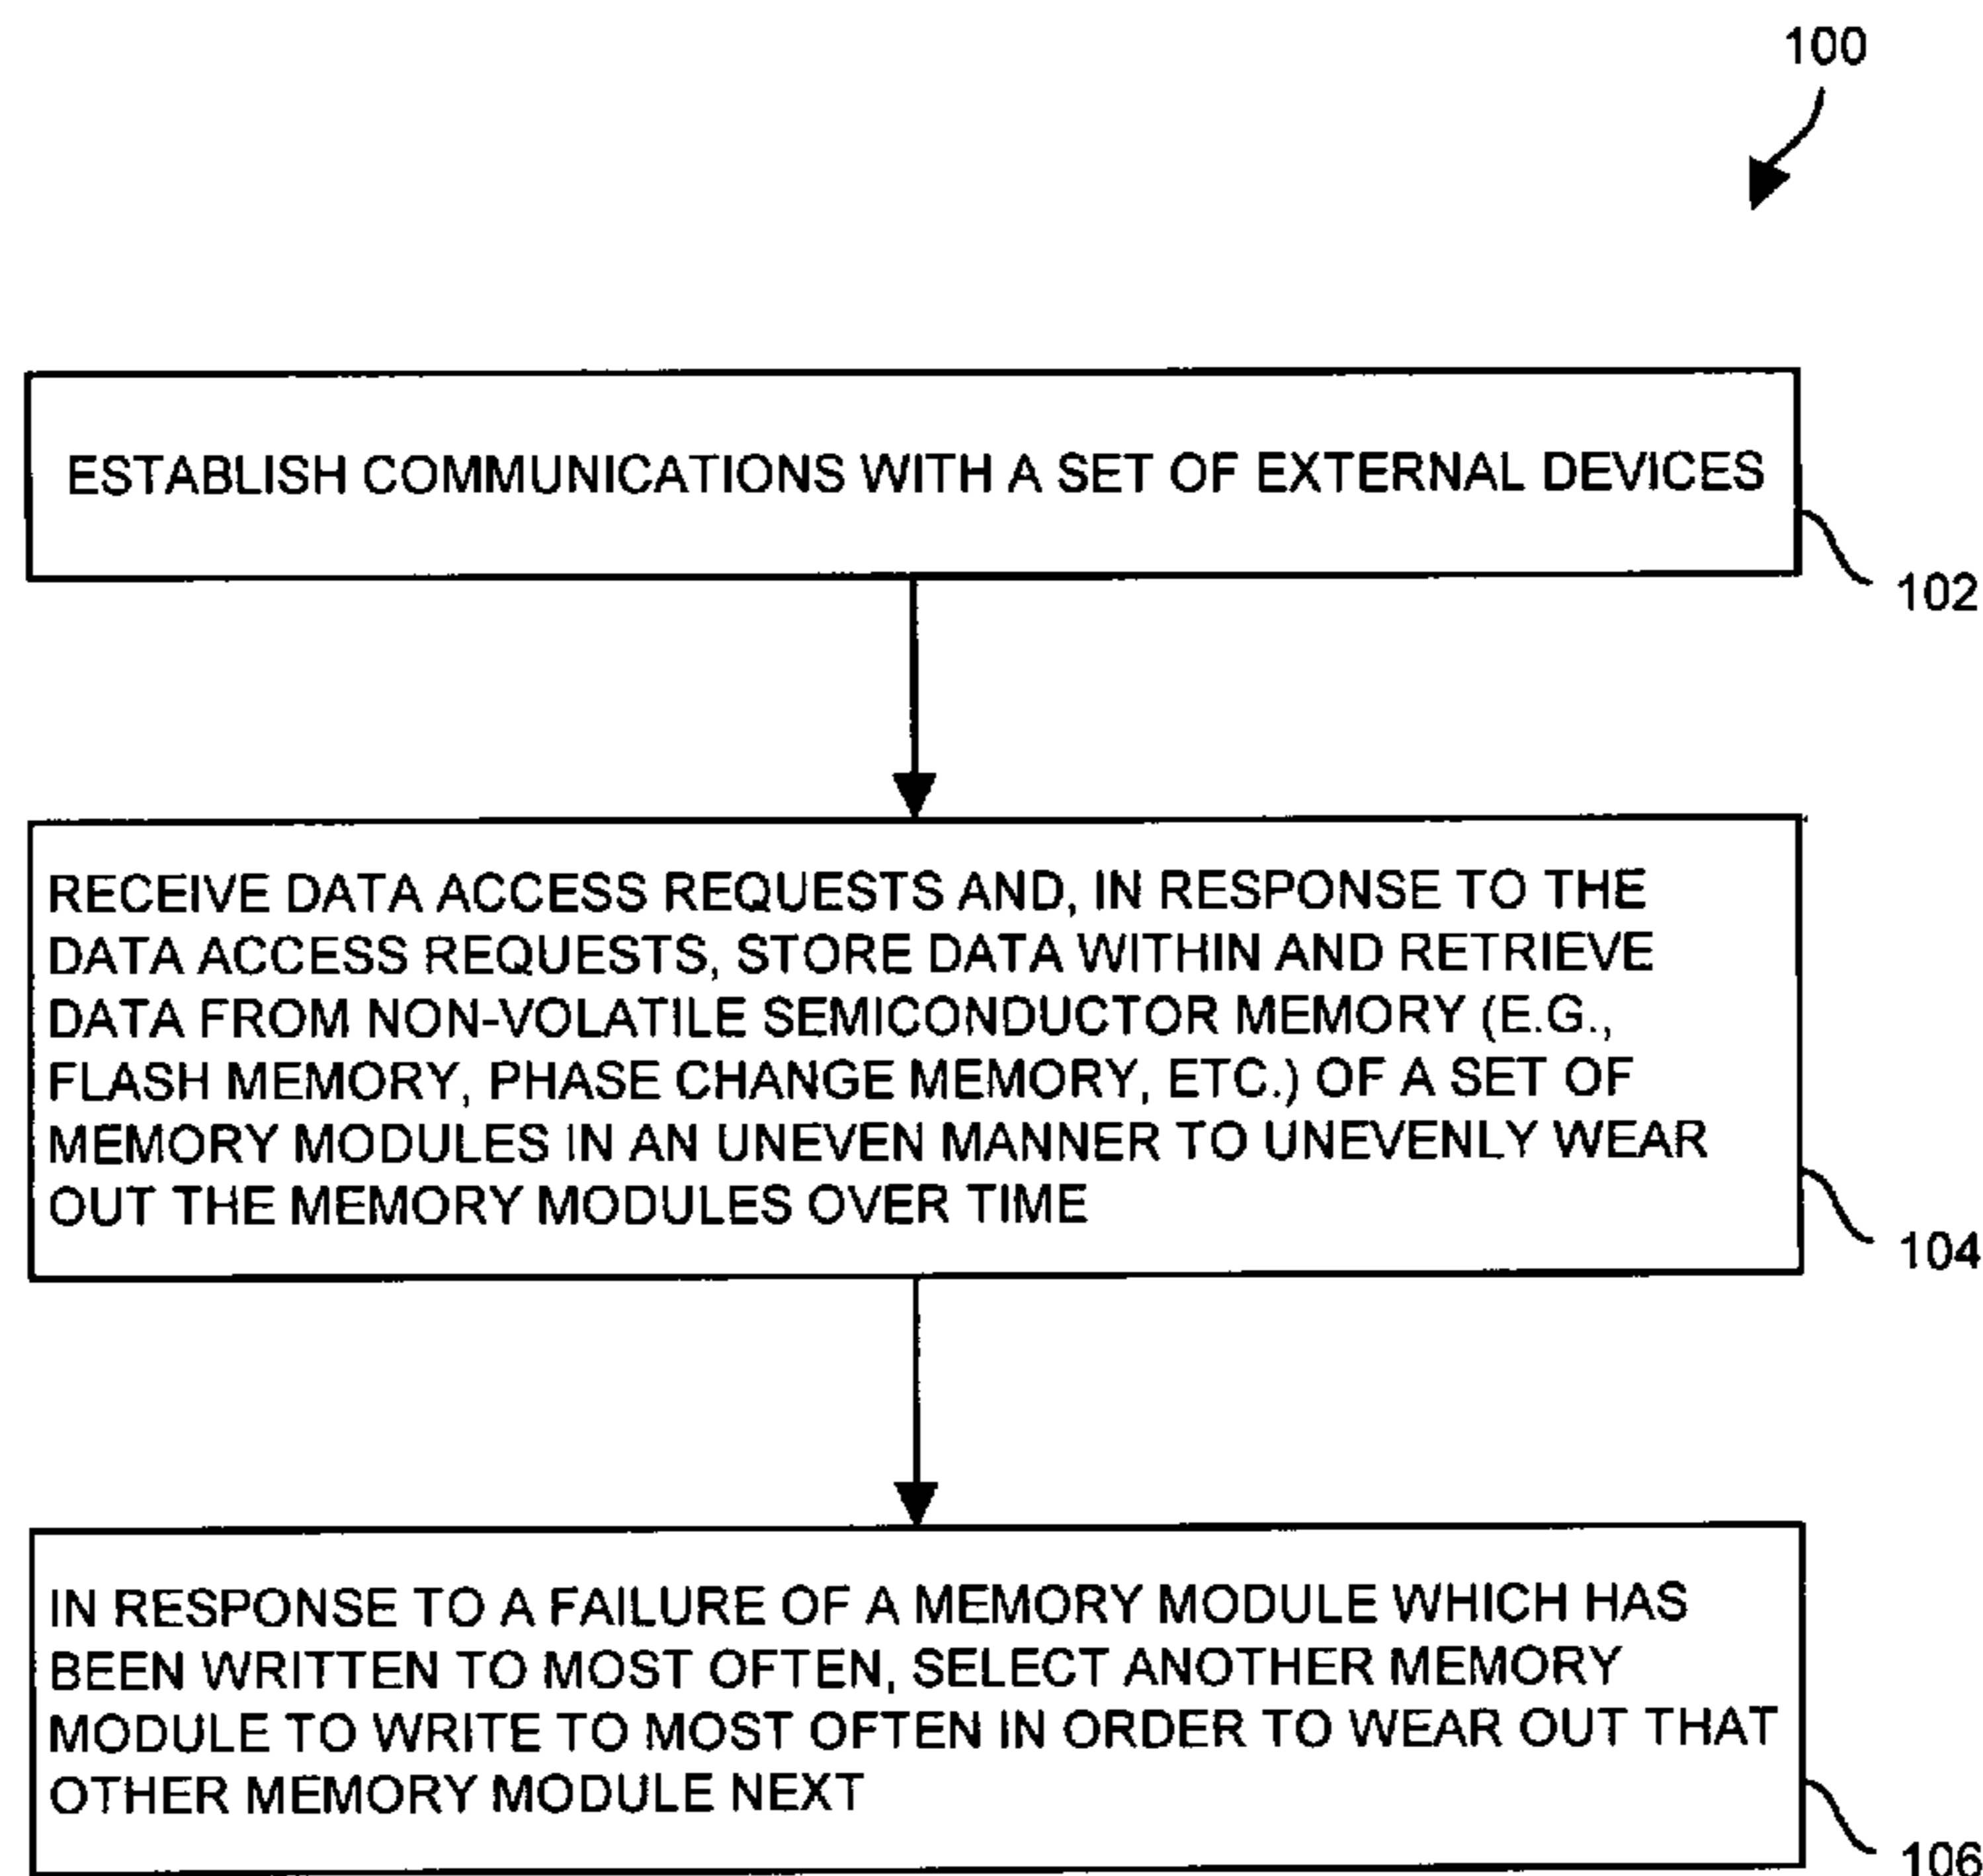 100
ESTABLISH COMMUNICATIONS WITH A SET OF EXTERNAL DEVICES
102
RECEIVE DATA ACCESS REQUESTS AND, IN RESPONSE TO THE
DATA ACCESS REQUESTS, STORE DATA WITHIN AND RETRIEVE
DATA FROM NON-VOLATILE SEMICONDUCTOR MEMORY (E.G.,
FLASH MEMORY, PHASE CHANGE MEMORY, ETC.) OF A SET OF
MEMORY MODULES IN AN UNEVEN MANNER TO UNEVENLY WEAR
OUT THE MEMORY MODULES OVER TIME
104
IN RESPONSE TO A FAILURE OF A MEMORY MODULE WHICH HAS
BEEN WRITTEN TO MOST OFTEN, SELECT ANOTHER MEMORY
MODULE TO WRITE TO MOST OFTEN IN ORDER TO WEAR OUT THAT
OTHER MEMORY MODULE NEXT
106